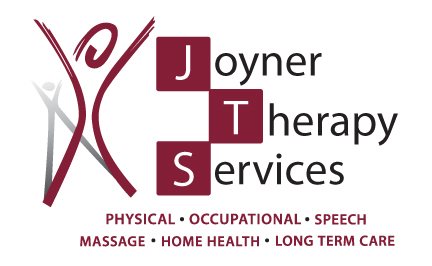 Joyner
Therapy
Services
PHYSICAL • OCCUPATIONAL • SPEECH
MASSAGE • HOME HEALTH • LONG TERM CARE